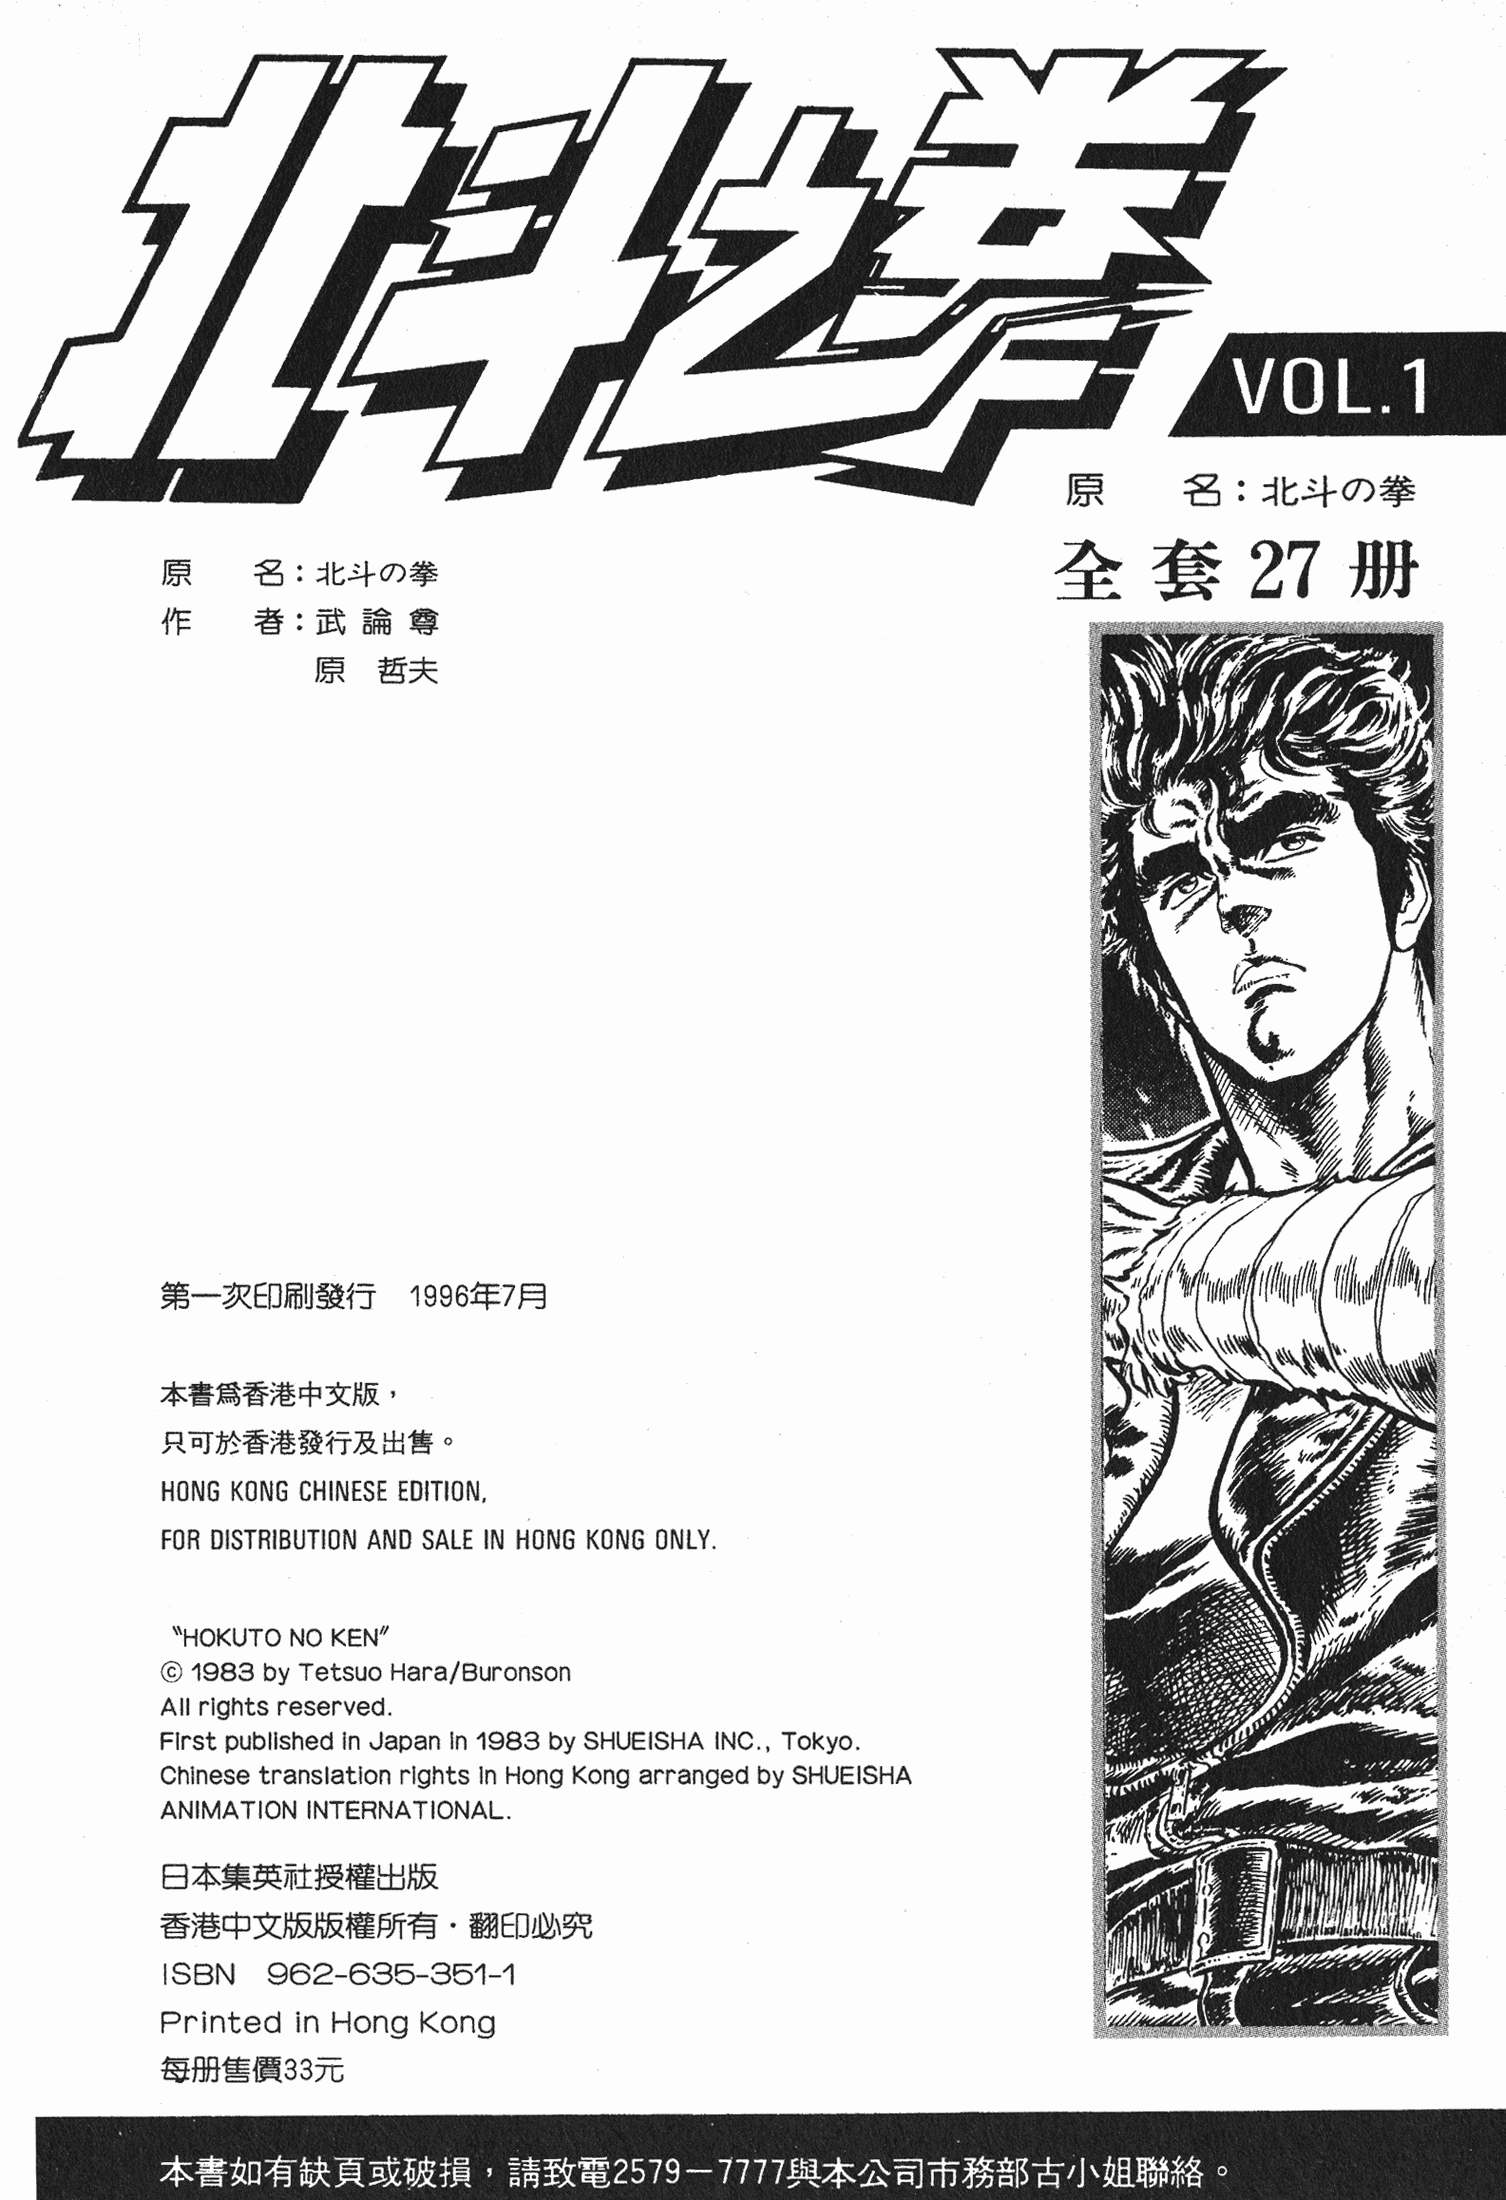 北斗之拳
VOL.1
原 名：北斗の拳
全套27册
原 名：北斗の拳
作 者：武論尊
原 哲夫
第一次印刷發行 1996年7月
本書爲香港中文版，
只可於香港發行及出售。
HONG KONG CHINESE EDITION,
FOR DISTRIBUTION AND SALE IN HONG KONG ONLY.
〝HOKUTO NO KEN〞
© 1983 by Tetsuo Hara/Buronson
All rights reserved.
First published in Japan in 1983 by SHUEISHA INC., Tokyo.
Chinese translation rights in Hong Kong arranged by SHUEISHA
ANIMATION INTERNATIONAL.
日本集英社授權出版
香港中文版版權所有・翻印必究
ISBN 962-635-351-1
Printed in Hong Kong
每册售價33元
本書如有缺頁或破損，請致電2579－7777與本公司市務部古小姐聯絡。